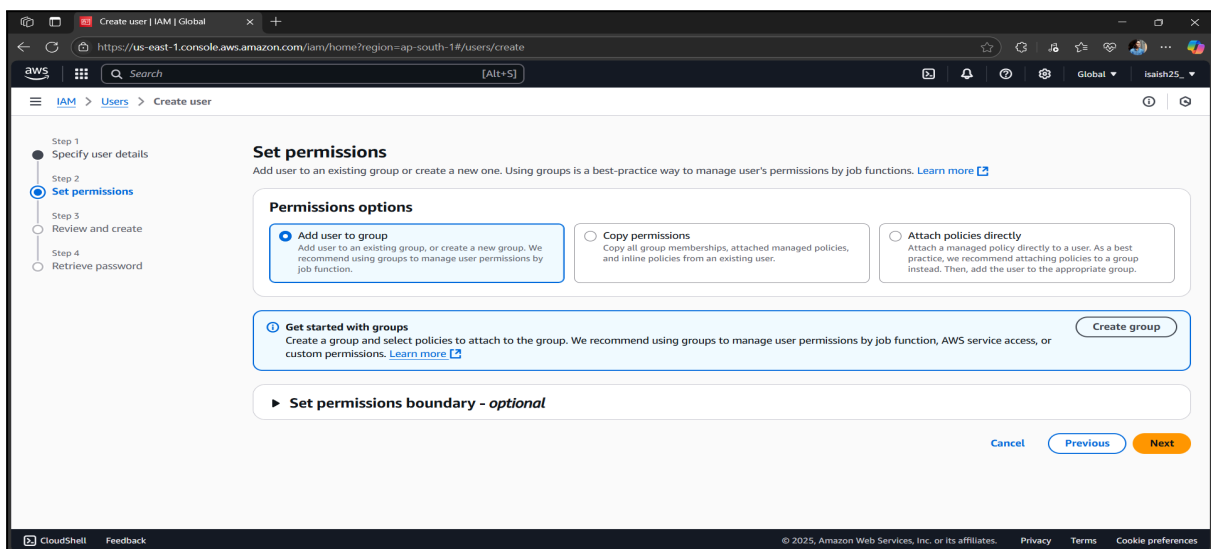 Create user | IAM | Global
https://us-east-1.console.aws.amazon.com/iam/home?region=ap-south-1#/users/create
aws
Search [Alt+S]
Global
isaish25_
IAM > Users > Create user
Step 1
Specify user details
Step 2
Set permissions
Step 3
Review and create
Step 4
Retrieve password
Set permissions
Add user to an existing group or create a new one. Using groups is a best-practice way to manage user's permissions by job functions. Learn more
Permissions options
Add user to group
Add user to an existing group, or create a new group. We
recommend using groups to manage user permissions by
job function.
Copy permissions
Copy all group memberships, attached managed policies,
and inline policies from an existing user.
Attach policies directly
Attach a managed policy directly to a user. As a best
practice, we recommend attaching policies to a group
instead. Then, add the user to the appropriate group.
Get started with groups
Create a group and select policies to attach to the group. We recommend using groups to manage user permissions by job function, AWS service access, or
custom permissions. Learn more
Create group
Set permissions boundary - optional
Cancel
Previous
Next
CloudShell
Feedback
© 2025, Amazon Web Services, Inc. or its affiliates.
Privacy
Terms
Cookie preferences